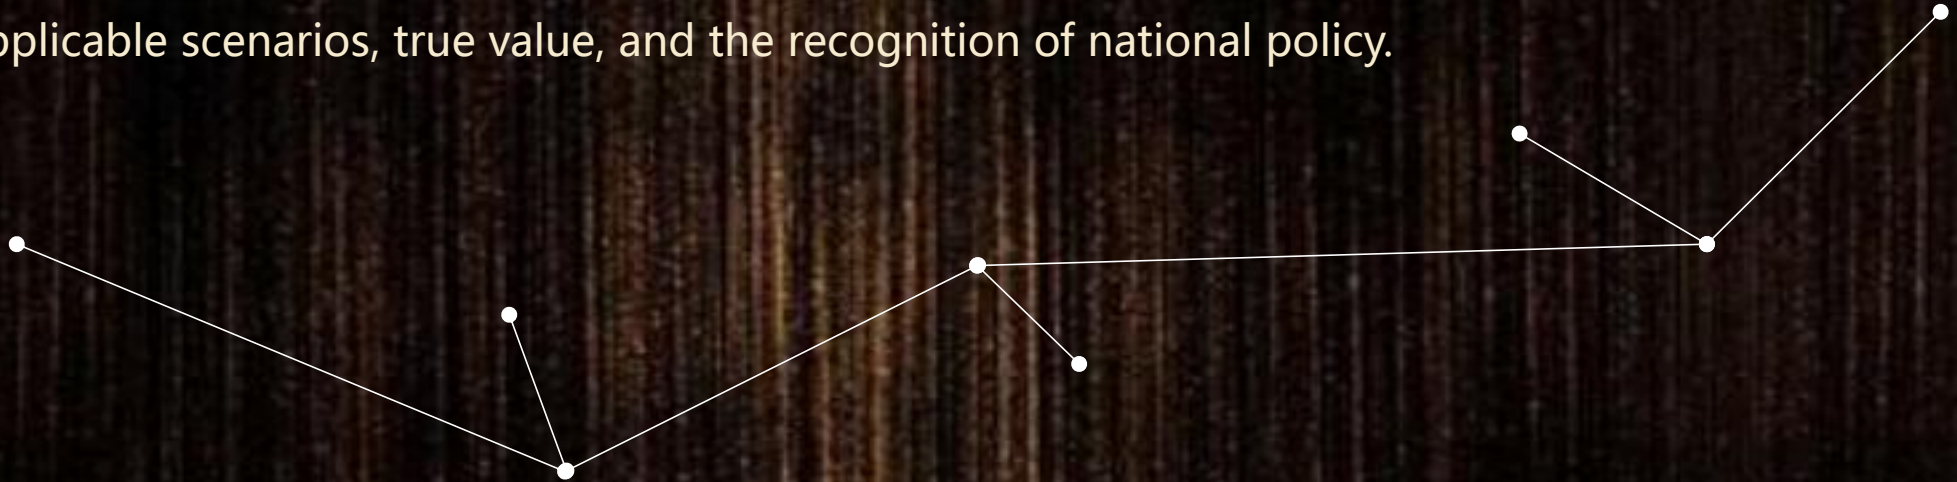 pplicable scenarios, true value, and the recognition of national policy.